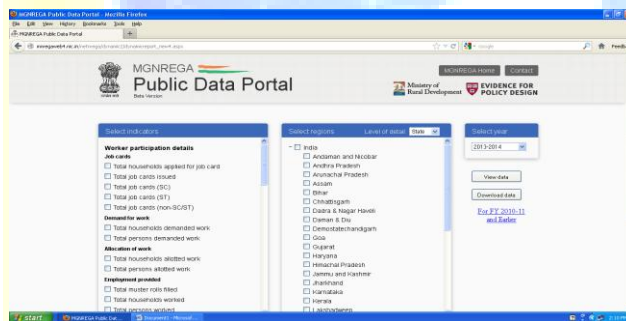 MGNREGA Public Data Portal - Mozilla Firefox
File Edit View History Bookmarks Tools Help
MGNREGA Public Data Portal
MGNREGA
Public Data Portal
Beta Version
MGNREGA Home Contact
Ministry of
Rural Development
EVIDENCE FOR
POLICY DESIGN
Select indicators
Worker participation details
Job cards
Total households applied for job card
Total job cards issued
Total job cards (SC)
Total job cards (ST)
Total job cards (non-SC/ST)
Demand for work
Total households demanded work
Total persons demanded work
Allocation of work
Total households allotted work
Total persons allotted work
Employment provided
Total muster rolls filled
Total households worked
Total persons worked
Select regions Level of detail State
India
Andaman and Nicobar
Andhra Pradesh
Arunachal Pradesh
Assam
Bihar
Chhattisgarh
Dadra & Nagar Haveli
Daman & Diu
Demostatechandigarh
Goa
Gujarat
Haryana
Himachal Pradesh
Jammu and Kashmir
Jharkhand
Karnataka
Kerala
Lakshadweep
Select year
2013-2014
View data
Download data
For FY 2010-11
and Earlier
start
MGNREGA Public Dat...